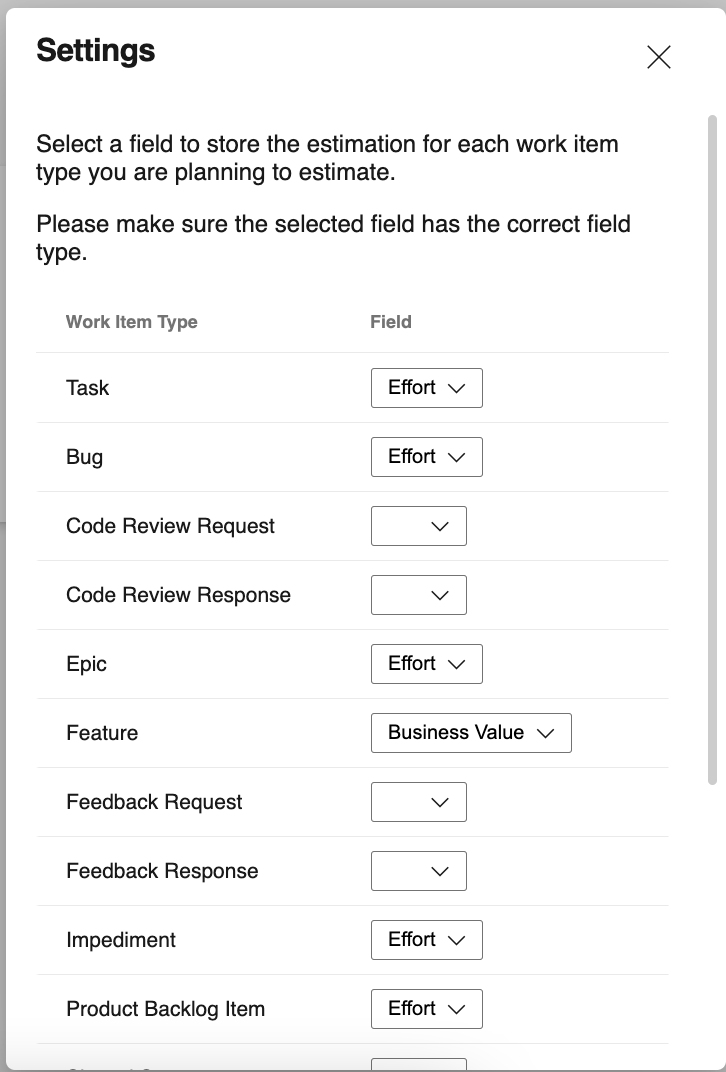 Settings
Select a field to store the estimation for each work item
type you are planning to estimate.
Please make sure the selected field has the correct field
type.
Work Item Type Field
Task Effort
Bug Effort
Code Review Request
Code Review Response
Epic Effort
Feature Business Value
Feedback Request
Feedback Response
Impediment Effort
Product Backlog Item Effort